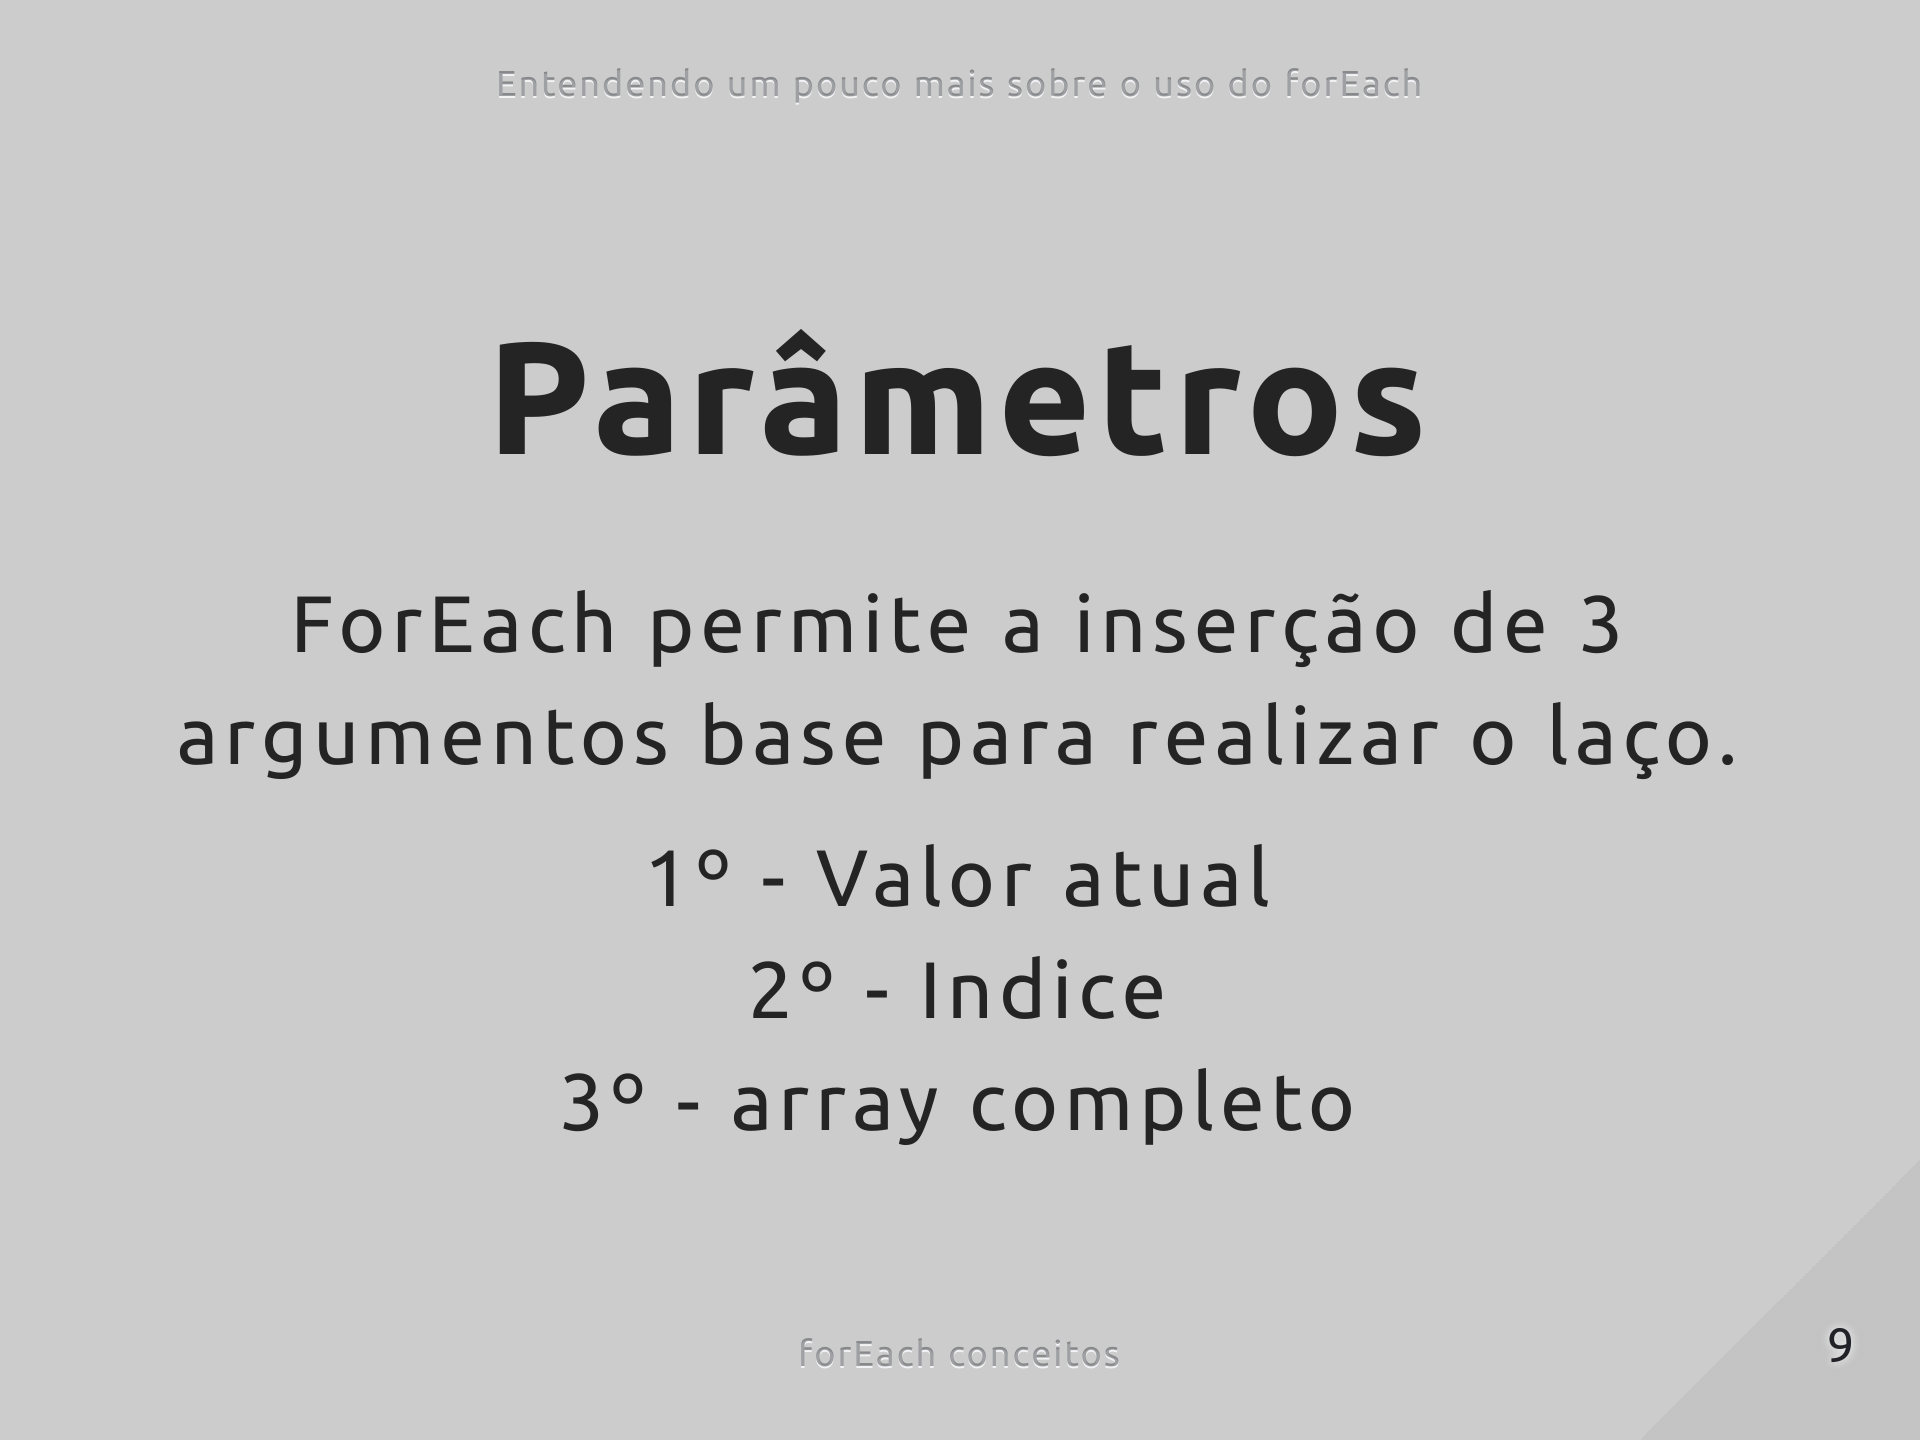 Entendendo um pouco mais sobre o uso do forEach
Parâmetros
ForEach permite a inserção de 3
argumentos base para realizar o laço.
1º - Valor atual
2º - Indice
3º - array completo
forEach conceitos
9